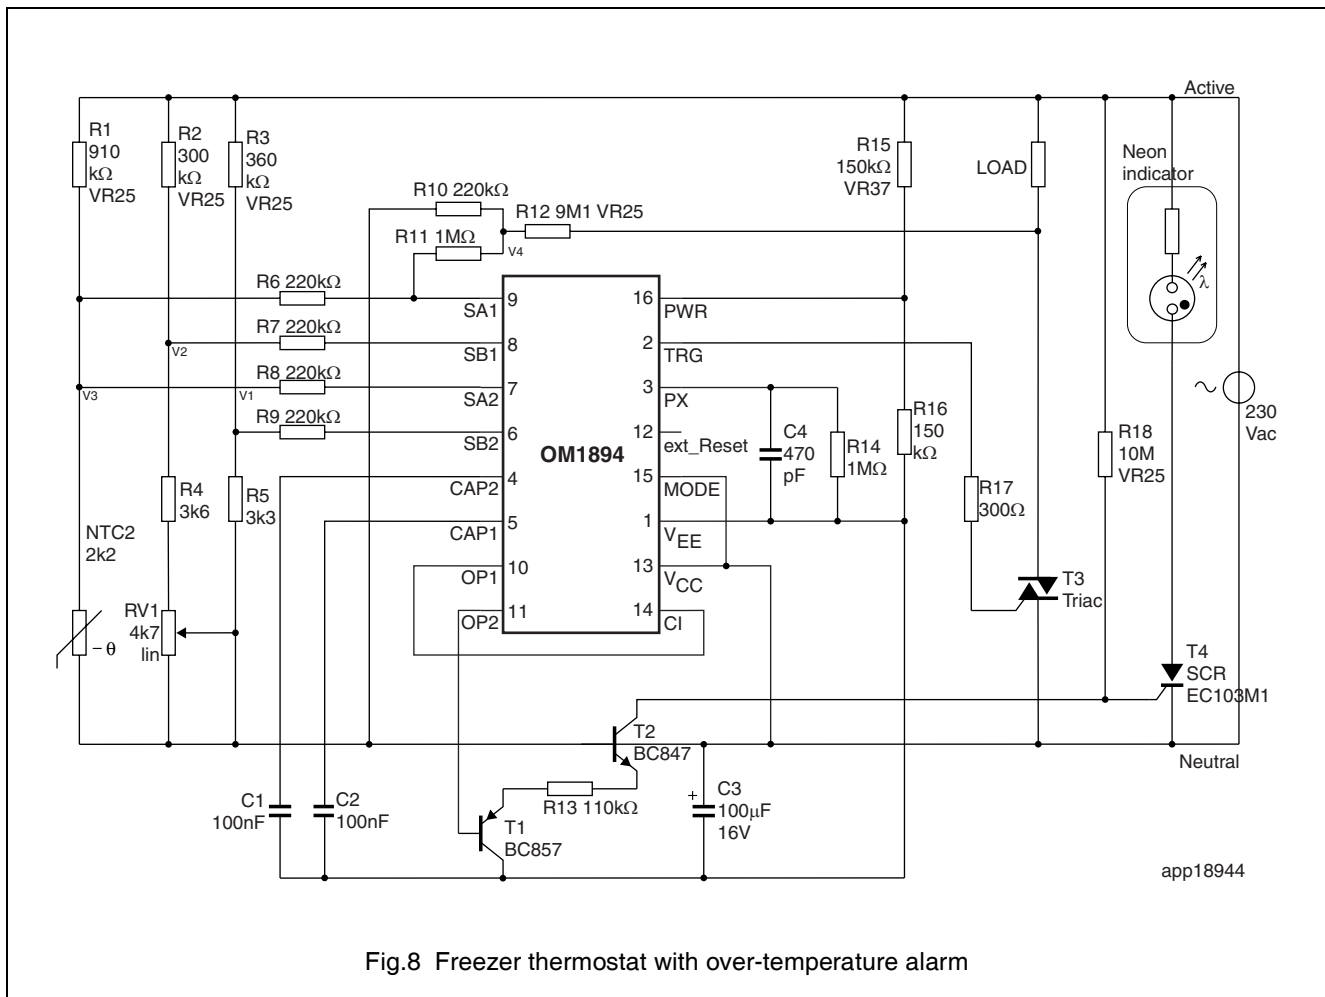 Active
R1
910
kΩ
VR25
R2
300
kΩ
VR25
R3
360
kΩ
VR25
R15
150kΩ
VR37
LOAD
Neon
indicator
λ
R10 220kΩ
R12 9M1 VR25
R11 1MΩ
V4
R6 220kΩ
9
SA1
16
PWR
R7 220kΩ
V2
8
SB1
2
TRG
R8 220kΩ
V3
V1
7
SA2
3
PX
R9 220kΩ
6
SB2
12
ext_Reset
OM1894
C4
470
pF
R14
1MΩ
R16
150
kΩ
R18
10M
VR25
~
230
Vac
R4
3k6
R5
3k3
4
CAP2
15
MODE
R17
300Ω
NTC2
2k2
5
CAP1
1
VEE
10
OP1
13
VCC
T3
Triac
RV1
4k7
lin
– θ
11
OP2
14
CI
T4
SCR
EC103M1
T2
BC847
Neutral
C1
100nF
C2
100nF
R13 110kΩ
T1
BC857
+
C3
100µF
16V
app18944
Fig.8 Freezer thermostat with over-temperature alarm